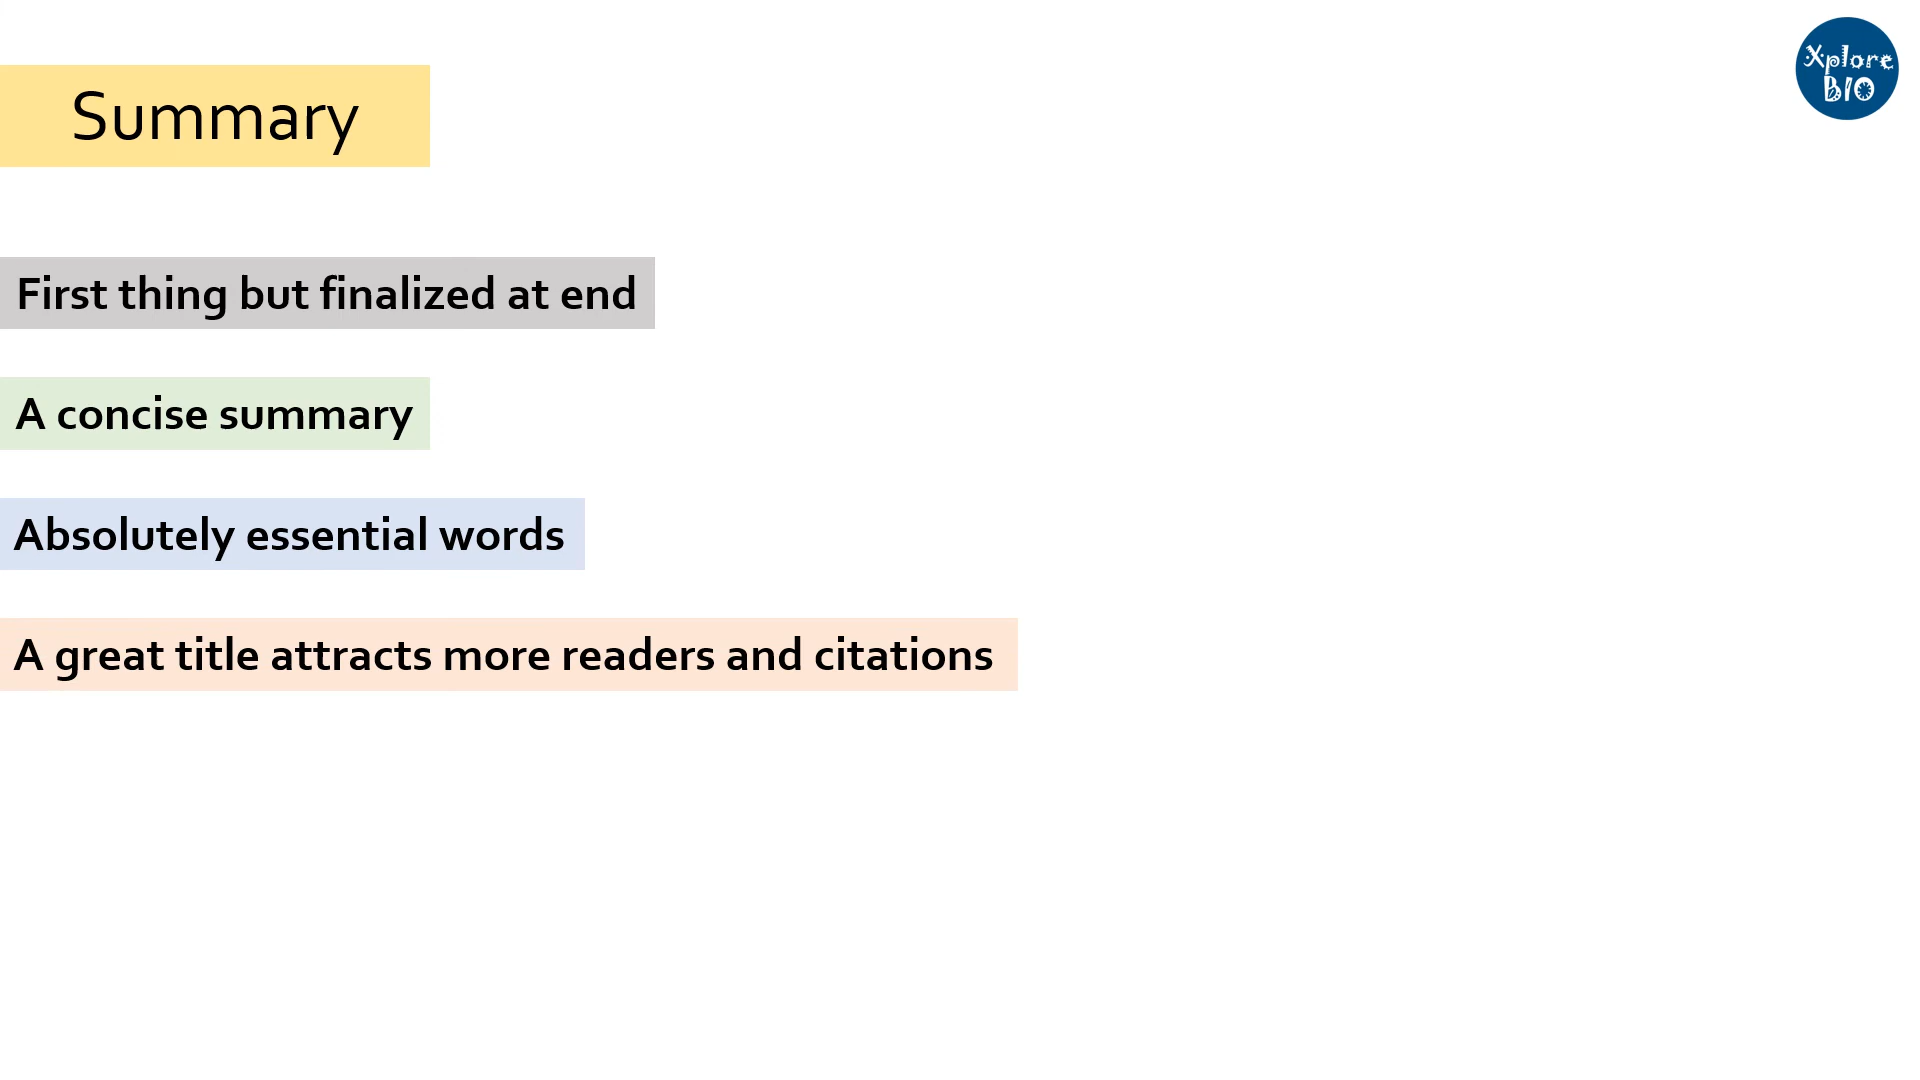 Xplore
BIO
Summary
First thing but finalized at end
A concise summary
Absolutely essential words
A great title attracts more readers and citations